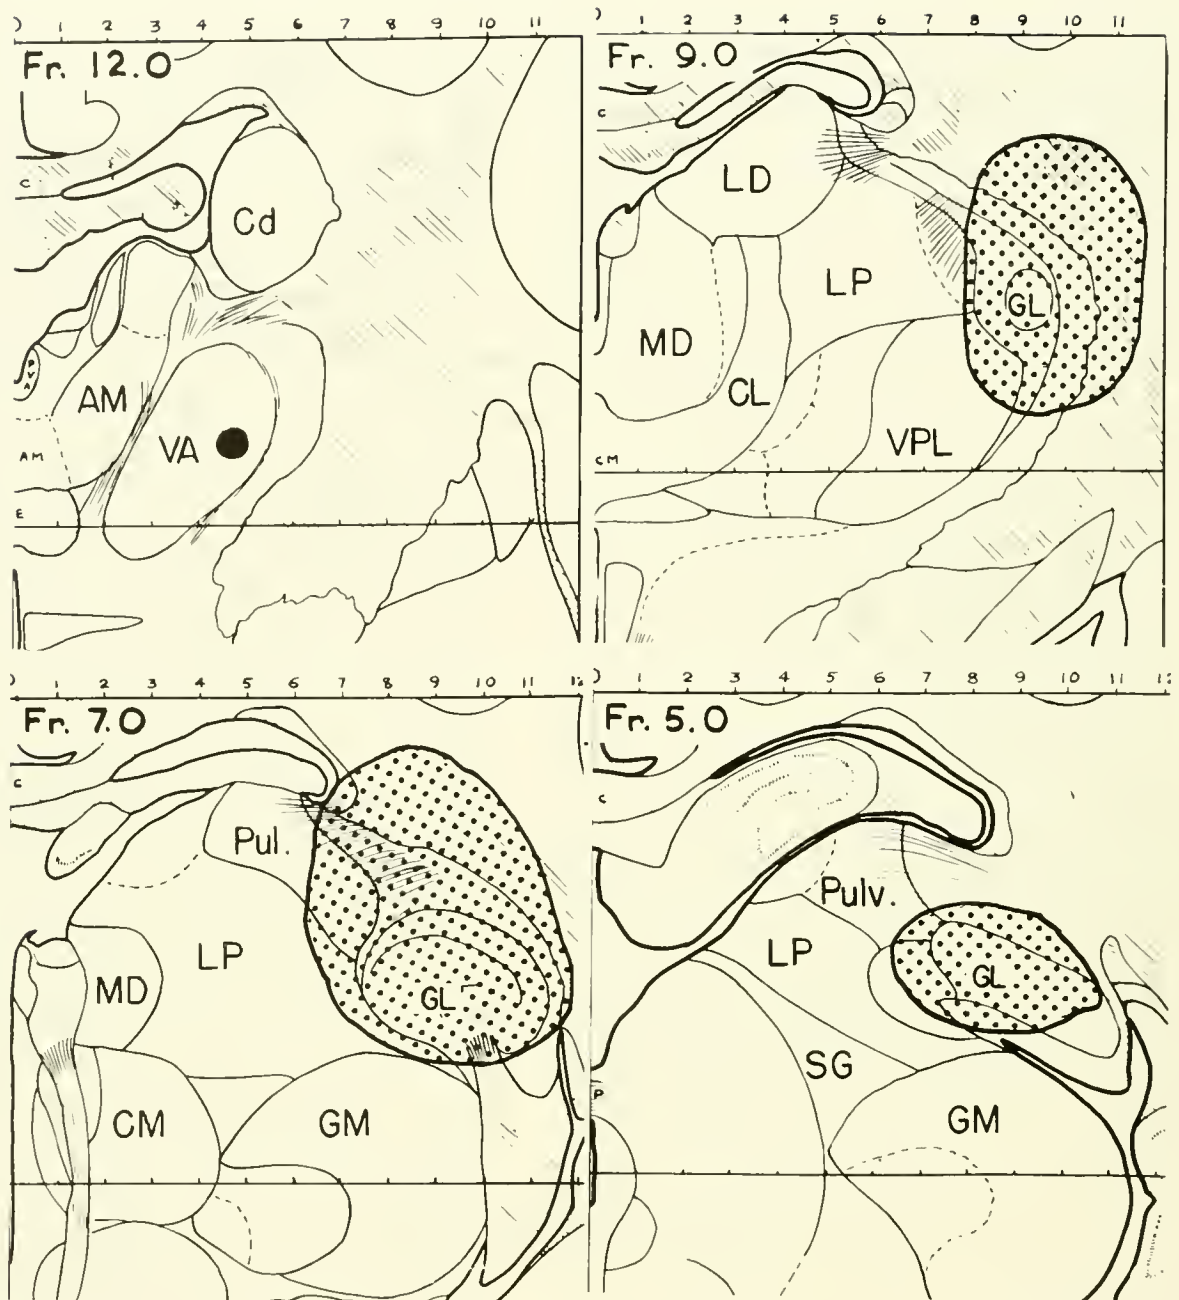 ) 1 2 3 4 5 6 7 8 9 10 11
Fr. 12.0
C
Cd
AM
VA
AM
E
) 1 2 3 4 5 6 7 8 9 10 11
Fr. 9.0
C
LD
LP
GL
MD
CL
VPL
CM
) 1 2 3 4 5 6 7 8 9 10 11 12
Fr. 7.0
C
Pul.
LP
MD
GL
CM
GM
) 2 3 4 5 6 7 8 9 10 11 12
Fr. 5.0
C
Pulv.
LP
GL
SG
P
GM